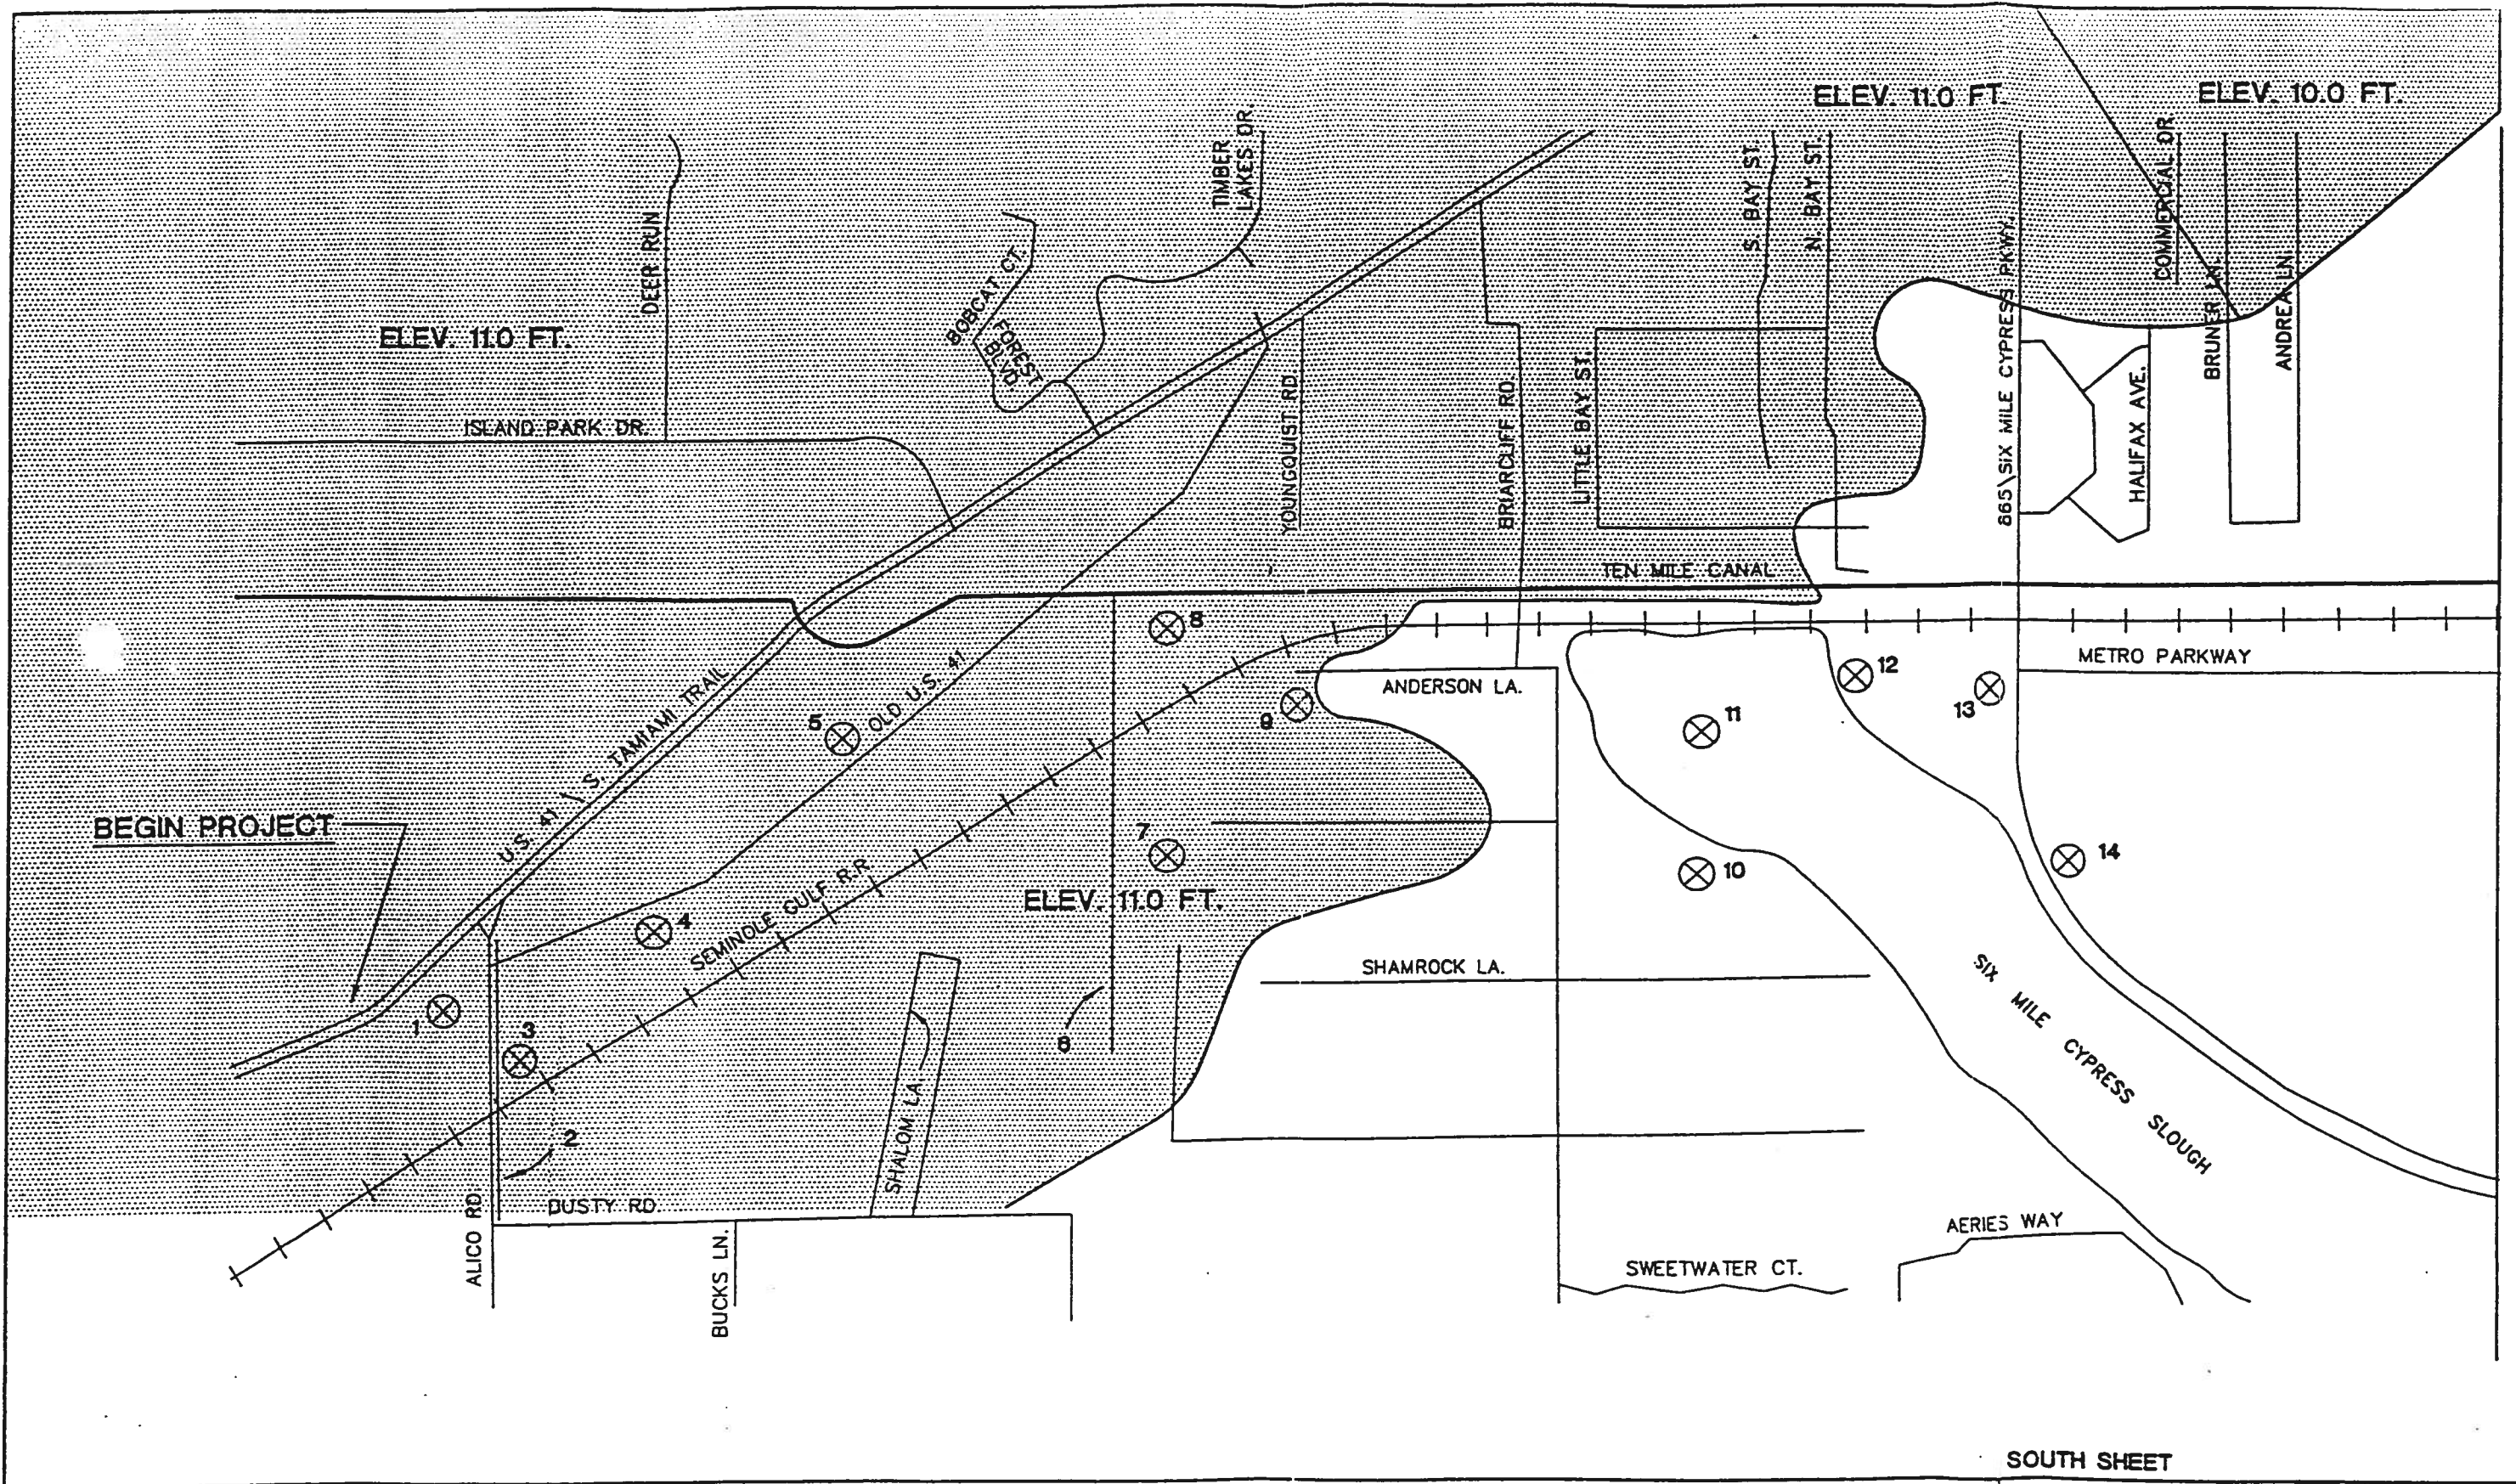 ELEV. 11.0 FT.
ELEV. 10.0 FT.
TIMBER
LAKES DR.
COMMERCIAL DR.
S. BAY ST.
N. BAY ST.
DEER RUN
BOBCAT CT.
FOREST
BLVD
865\SIX MILE CYPRESS PKWY.
BRUNER LN.
ANDREA LN
ELEV. 11.0 FT.
ISLAND PARK DR.
YOUNGQUIST RD.
BRIARCLIFF RD.
LITTLE BAY ST.
HALIFAX AVE.
TEN MILE CANAL
8
METRO PARKWAY
ANDERSON LA.
12
13
11
9
5
OLD U.S. 41
U.S. 41 \ S. TAMIAMI TRAIL
BEGIN PROJECT
7
14
10
ELEV. 11.0 FT.
4
SEMINOLE GULF R.R
SHAMROCK LA.
SIX MILE CYPRESS SLOUGH
1
3
6
2
SHALOM LA
DUSTY RD.
ALICO RD.
BUCKS LN.
AERIES WAY
SWEETWATER CT.
SOUTH SHEET